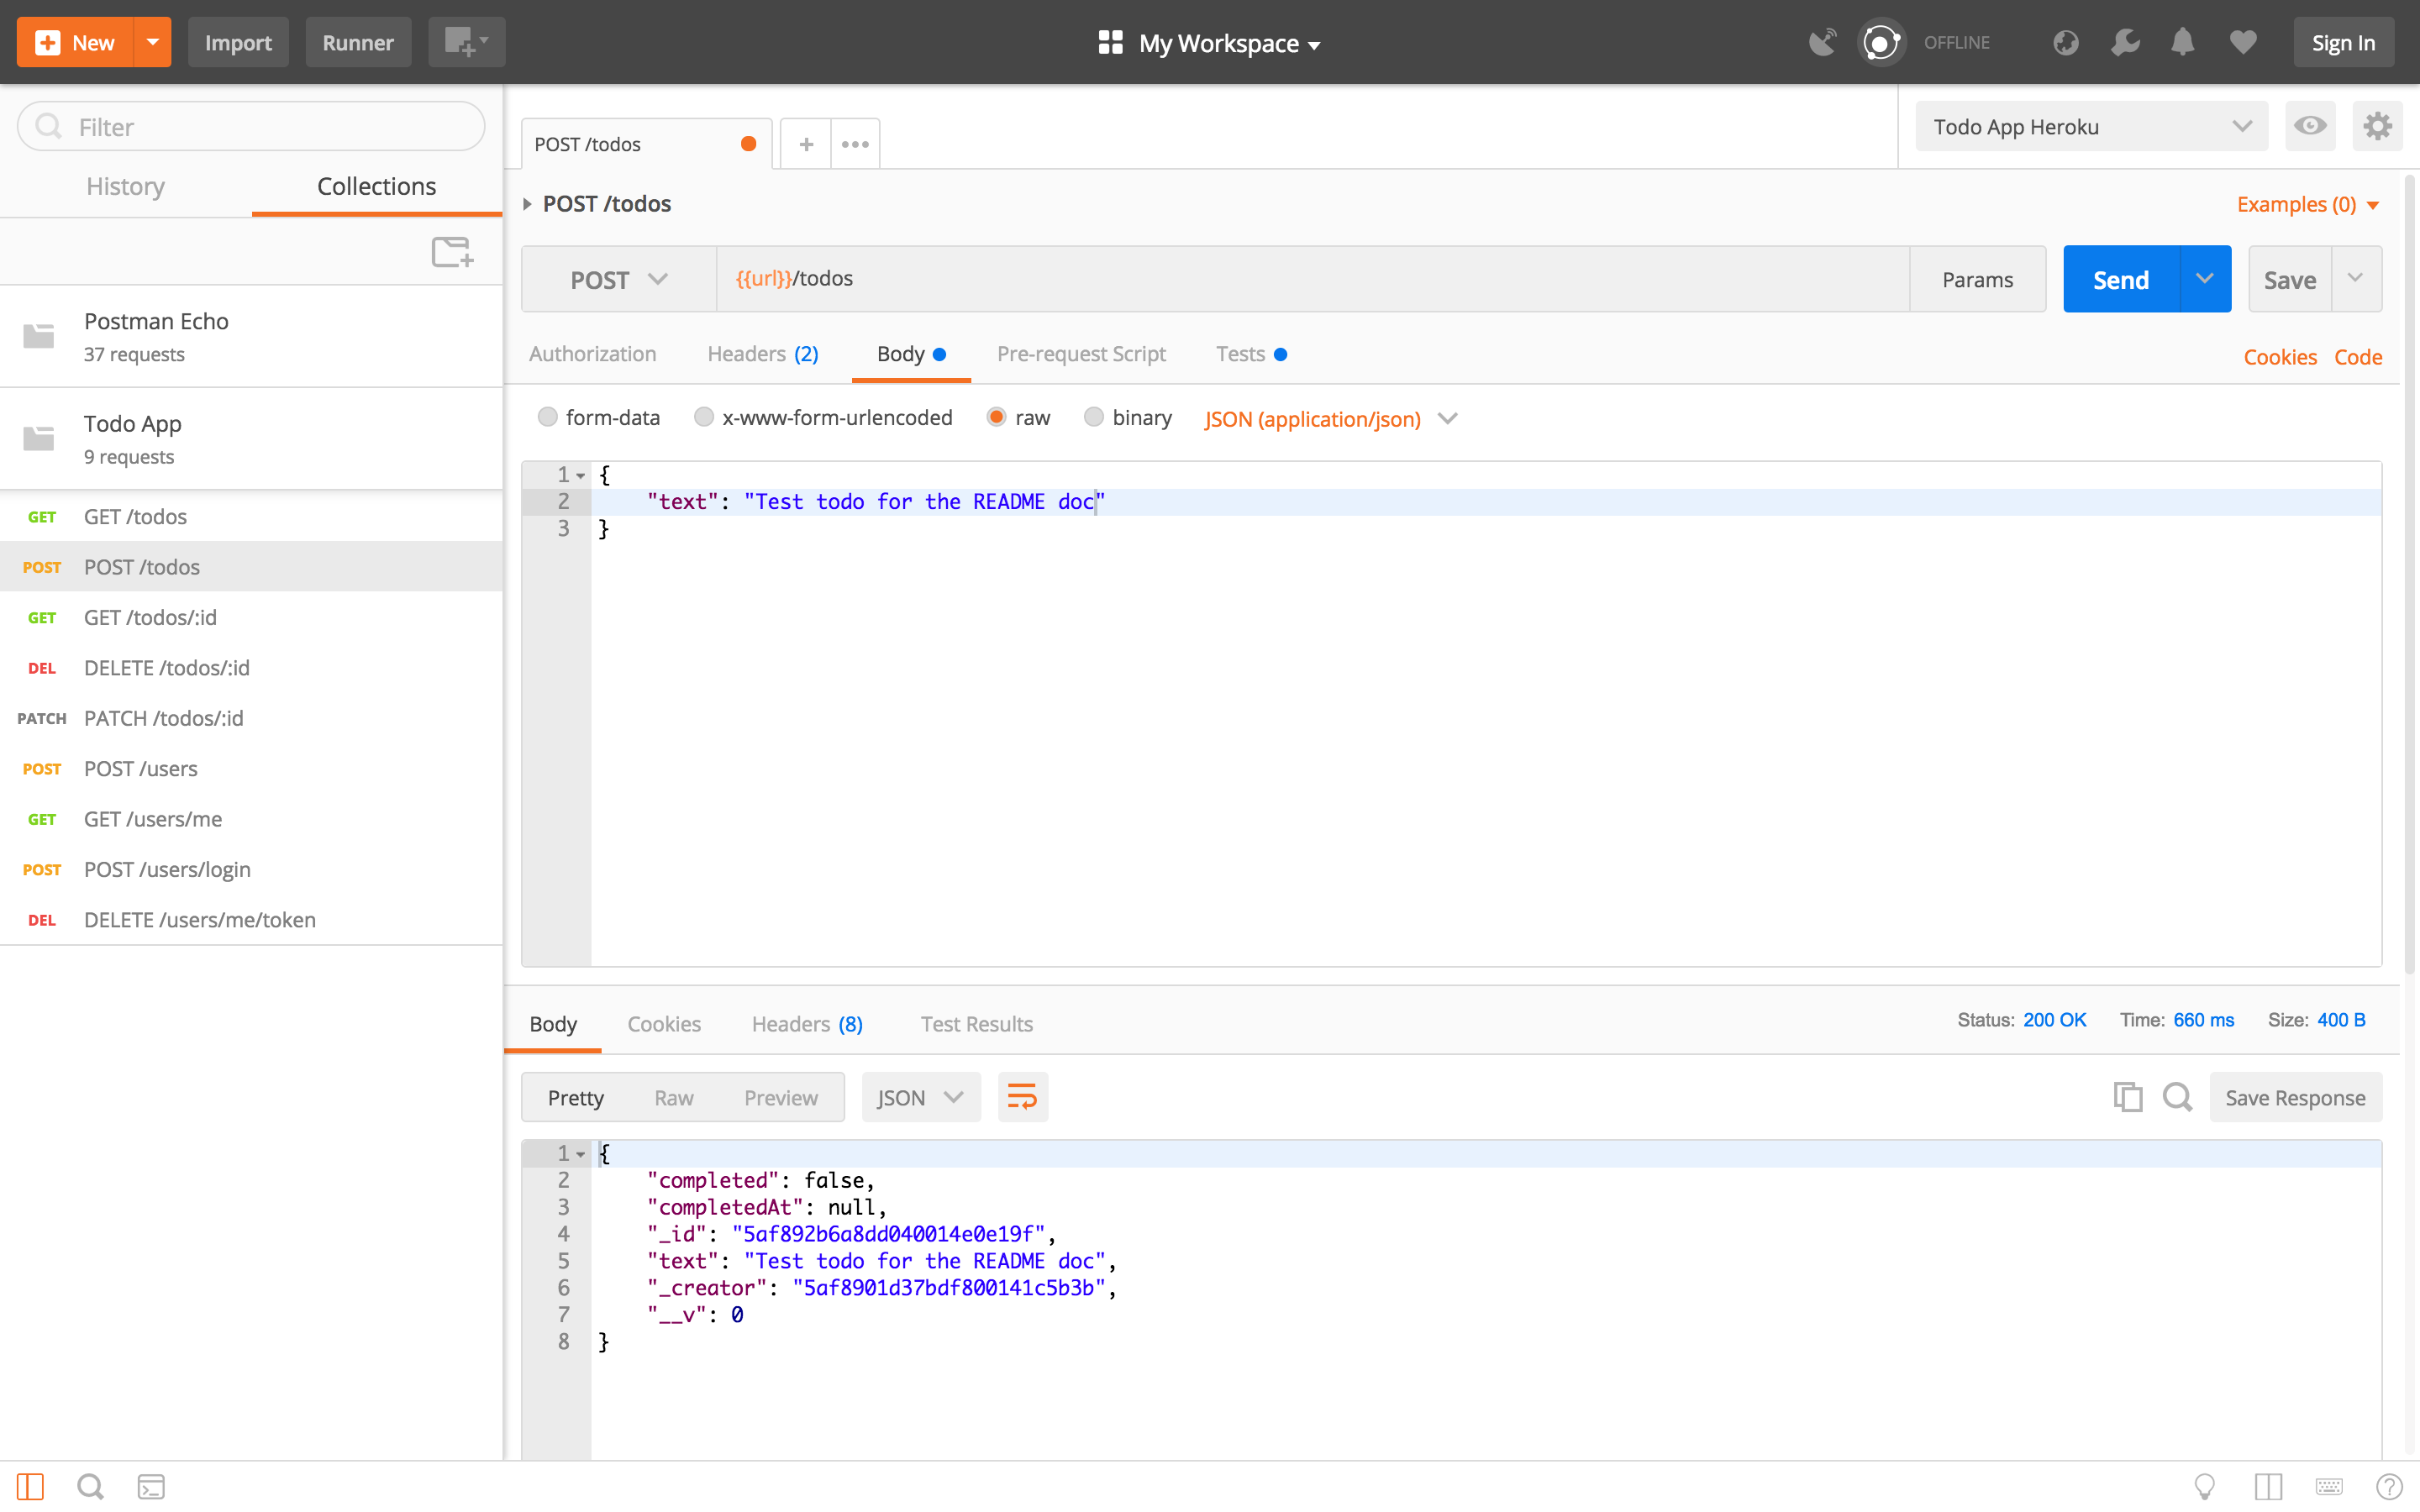 New Import Runner My Workspace OFFLINE Sign In
Filter
History Collections
Postman Echo
37 requests
Todo App
9 requests
GET GET /todos
POST POST /todos
GET GET /todos/:id
DEL DELETE /todos/:id
PATCH PATCH /todos/:id
POST POST /users
GET GET /users/me
POST POST /users/login
DEL DELETE /users/me/token
POST /todos
Todo App Heroku
POST /todos Examples (0)
POST {{url}}/todos Params Send Save
Authorization Headers (2) Body Pre-request Script Tests Cookies Code
form-data x-www-form-urlencoded raw binary JSON (application/json)
1 {
2 "text": "Test todo for the README doc"
3 }
Body Cookies Headers (8) Test Results Status: 200 OK Time: 660 ms Size: 400 B
Pretty Raw Preview JSON Save Response
1 {
2 "completed": false,
3 "completedAt": null,
4 "_id": "5af892b6a8dd040014e0e19f",
5 "text": "Test todo for the README doc",
6 "_creator": "5af8901d37bdf800141c5b3b",
7 "__v": 0
8 }